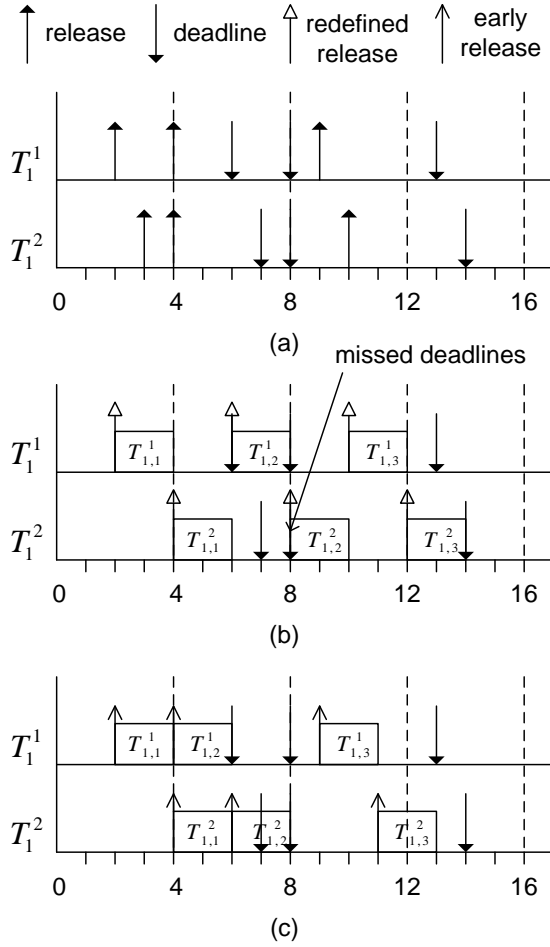 release deadline redefined release early release
T_1^1
T_1^2
0 4 8 12 16
(a)
missed deadlines
T_1^1 T_{1,1}^1 T_{1,2}^1 T_{1,3}^1
T_1^2 T_{1,1}^2 T_{1,2}^2 T_{1,3}^2
0 4 8 12 16
(b)
T_1^1 T_{1,1}^1 T_{1,2}^1 T_{1,3}^1
T_1^2 T_{1,1}^2 T_{1,2}^2 T_{1,3}^2
0 4 8 12 16
(c)